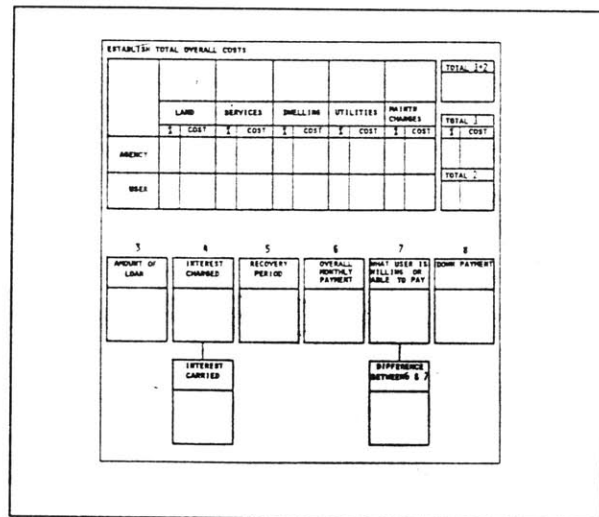 ESTABLISH TOTAL OVERALL COSTS
TOTAL 1+2
LAND SERVICES DWELLING UTILITIES MAINTN CHARGES
TOTAL 1
% COST % COST % COST % COST % COST % COST
AGENCY
TOTAL 2
USER
3 4 5 6 7 8
AMOUNT OF LOAN
INTEREST CHARGED
RECOVERY PERIOD
OVERALL MONTHLY PAYMENT
WHAT USER IS WILLING OR ABLE TO PAY
DOWN PAYMENT
INTEREST CARRIED
DIFFERENCE BETWEEN 6 & 7